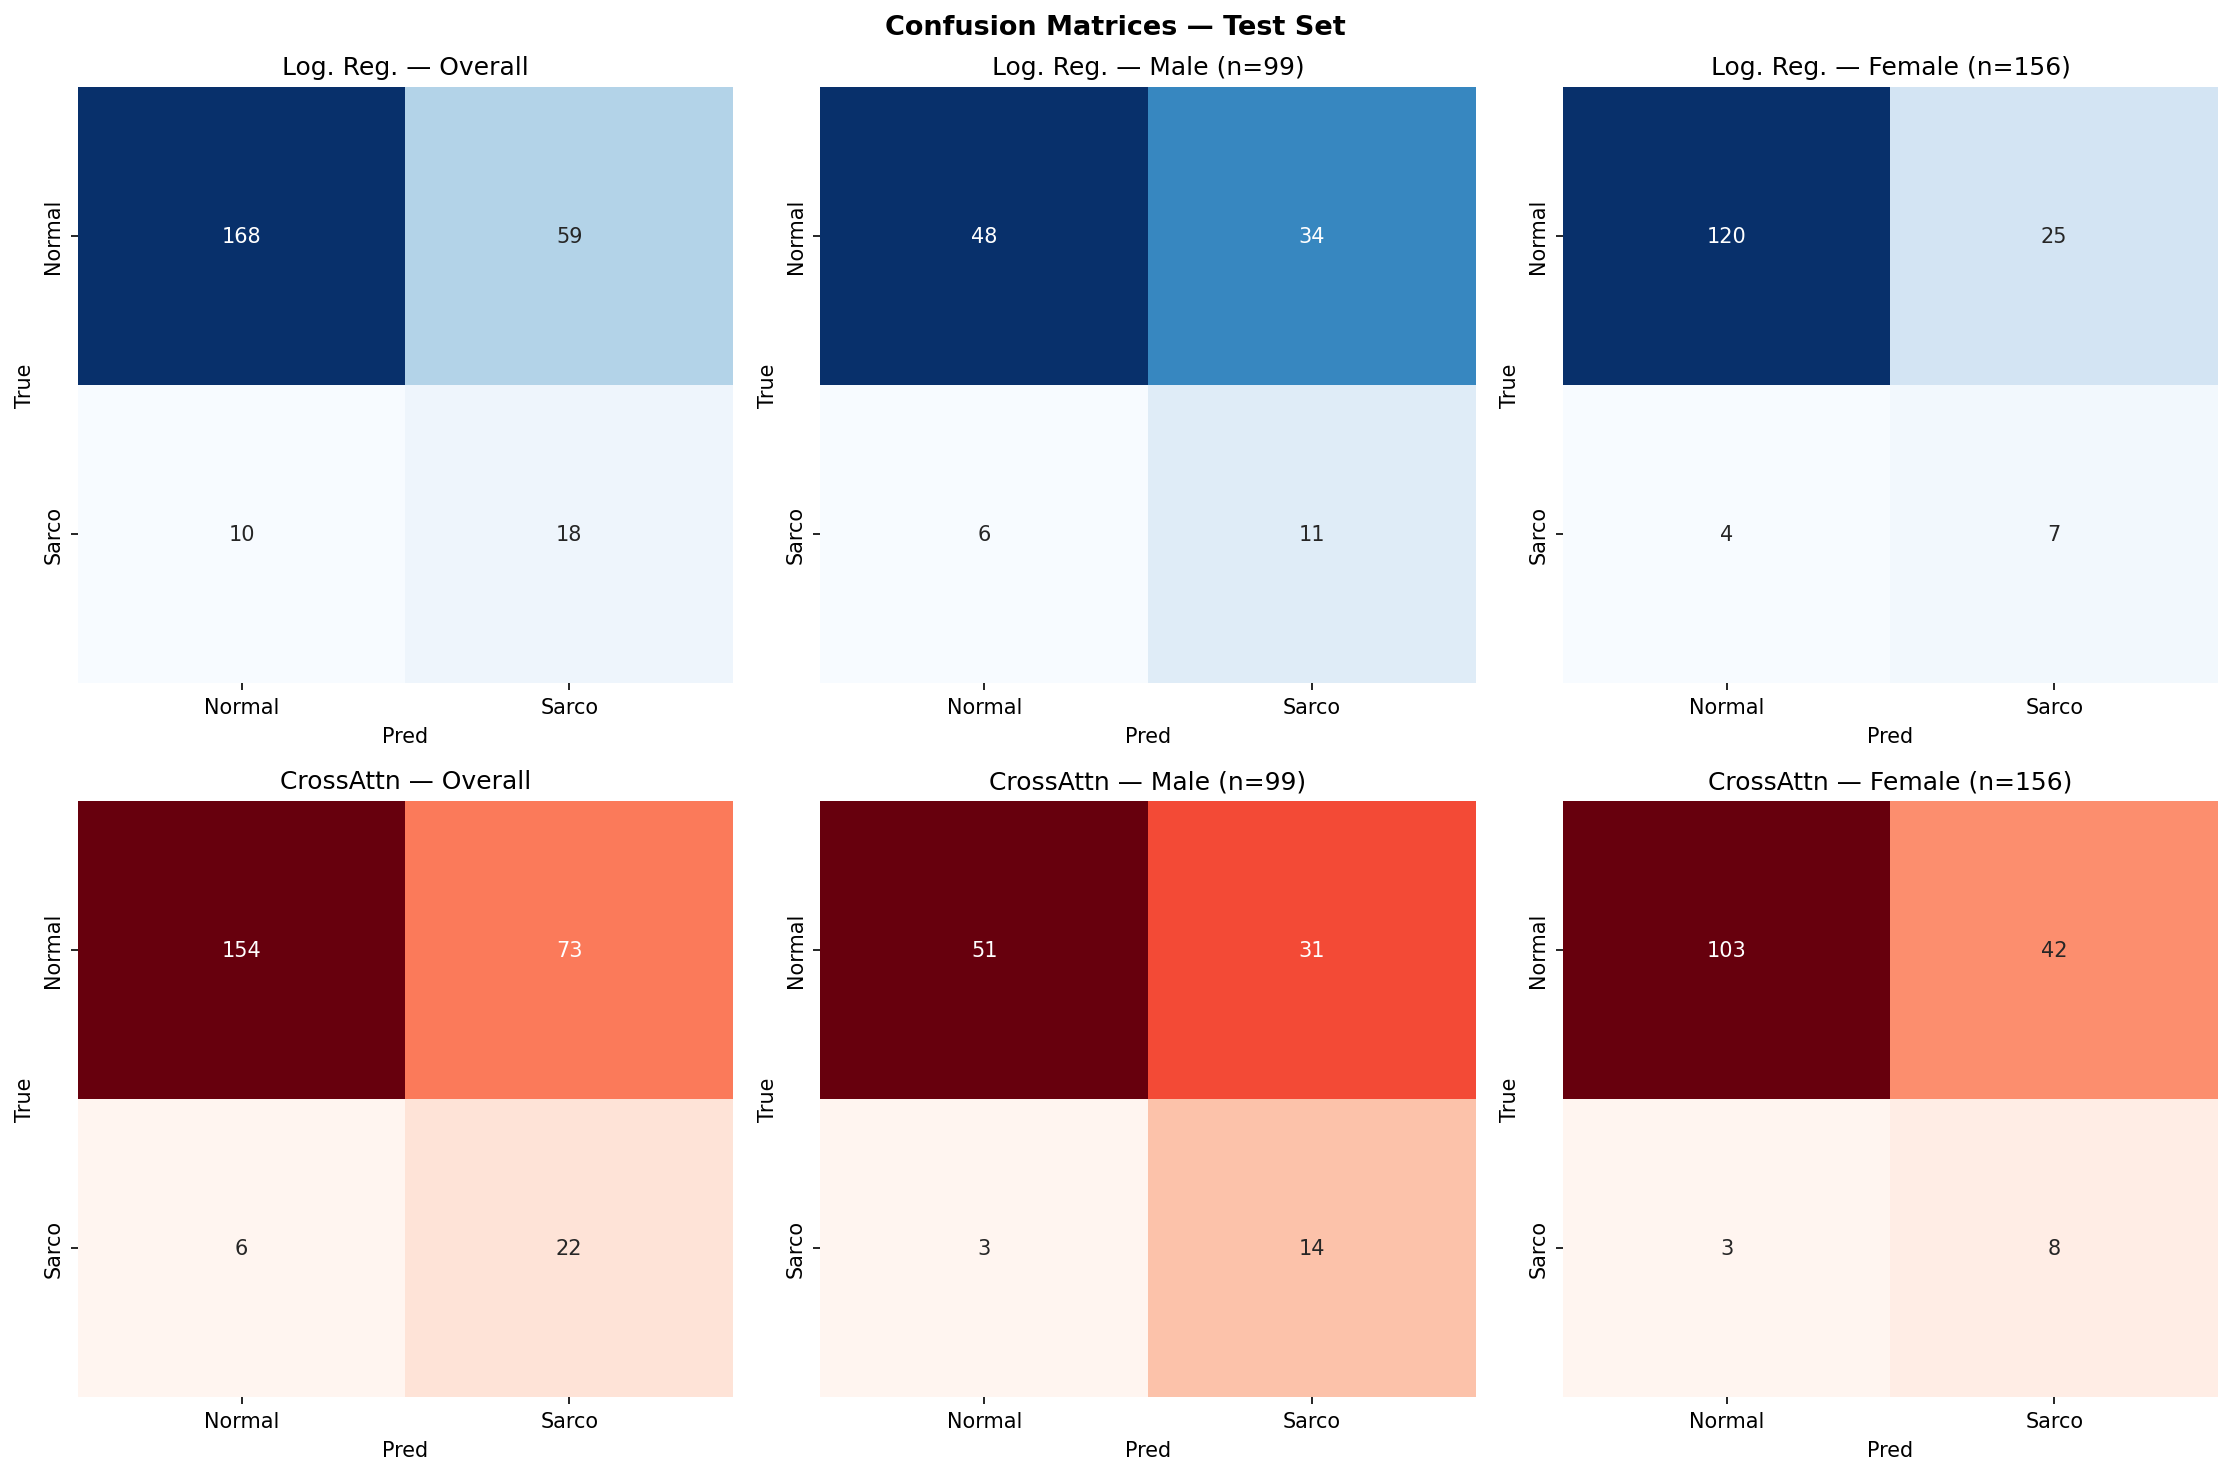 Confusion Matrices — Test Set
Log. Reg. — Overall
Normal
168
59
True
Sarco
10
18
Normal
Sarco
Pred
Log. Reg. — Male (n=99)
Normal
48
34
True
Sarco
6
11
Normal
Sarco
Pred
Log. Reg. — Female (n=156)
Normal
120
25
True
Sarco
4
7
Normal
Sarco
Pred
CrossAttn — Overall
Normal
154
73
True
Sarco
6
22
Normal
Sarco
Pred
CrossAttn — Male (n=99)
Normal
51
31
True
Sarco
3
14
Normal
Sarco
Pred
CrossAttn — Female (n=156)
Normal
103
42
True
Sarco
3
8
Normal
Sarco
Pred